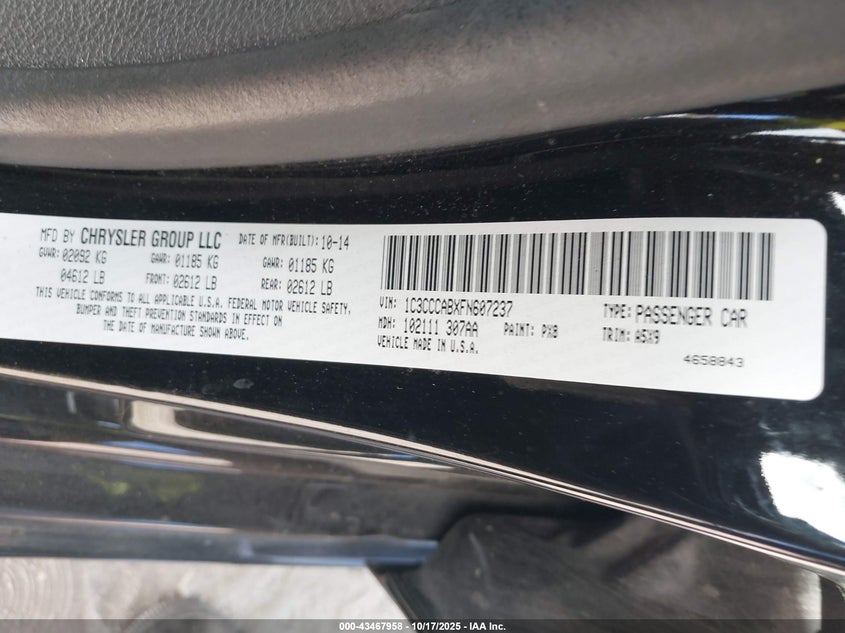 MFD BY CHRYSLER GROUP LLC DATE OF MFR(BUILT): 10-14
GVWR: 02092 KG GAWR: 01185 KG GAWR: 01185 KG
04612 LB FRONT: 02612 LB REAR: 02612 LB
THIS VEHICLE CONFORMS TO ALL APPLICABLE U.S.A. FEDERAL MOTOR VEHICLE SAFETY,
BUMPER AND THEFT PREVENTION STANDARDS IN EFFECT ON
THE DATE OF MANUFACTURE SHOWN ABOVE.
VIN: 1C3CCCABXFN607237 TYPE: PASSENGER CAR
MDH: 102111 307AA PAINT: PX8 TRIM: A5X9
VEHICLE MADE IN U.S.A.
4658843
000-43467958 - 10/17/2025 - IAA Inc.